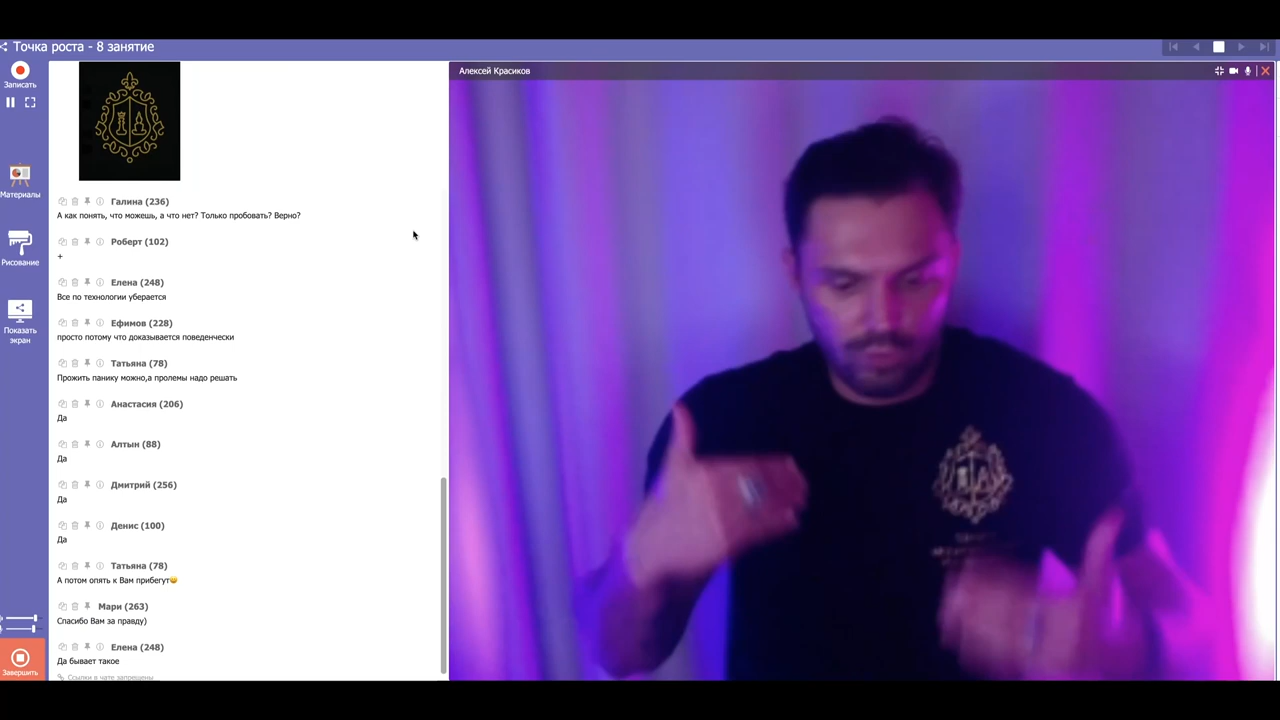 Точка роста - 8 занятие
Записать
Материалы
Рисование
Показать
экран
Завершить
Галина (236)
А как понять, что можешь, а что нет? Только пробовать? Верно?
Роберт (102)
+
Елена (248)
Все по технологии уберается
Ефимов (228)
просто потому что доказывается поведенчески
Татьяна (78)
Прожить панику можно,а пролемы надо решать
Анастасия (206)
Да
Алтын (88)
Да
Дмитрий (256)
Да
Денис (100)
Да
Татьяна (78)
А потом опять к Вам прибегут😀
Мари (263)
Спасибо Вам за правду)
Елена (248)
Да бывает такое
Ссылки в чате запрещены
Алексей Красиков